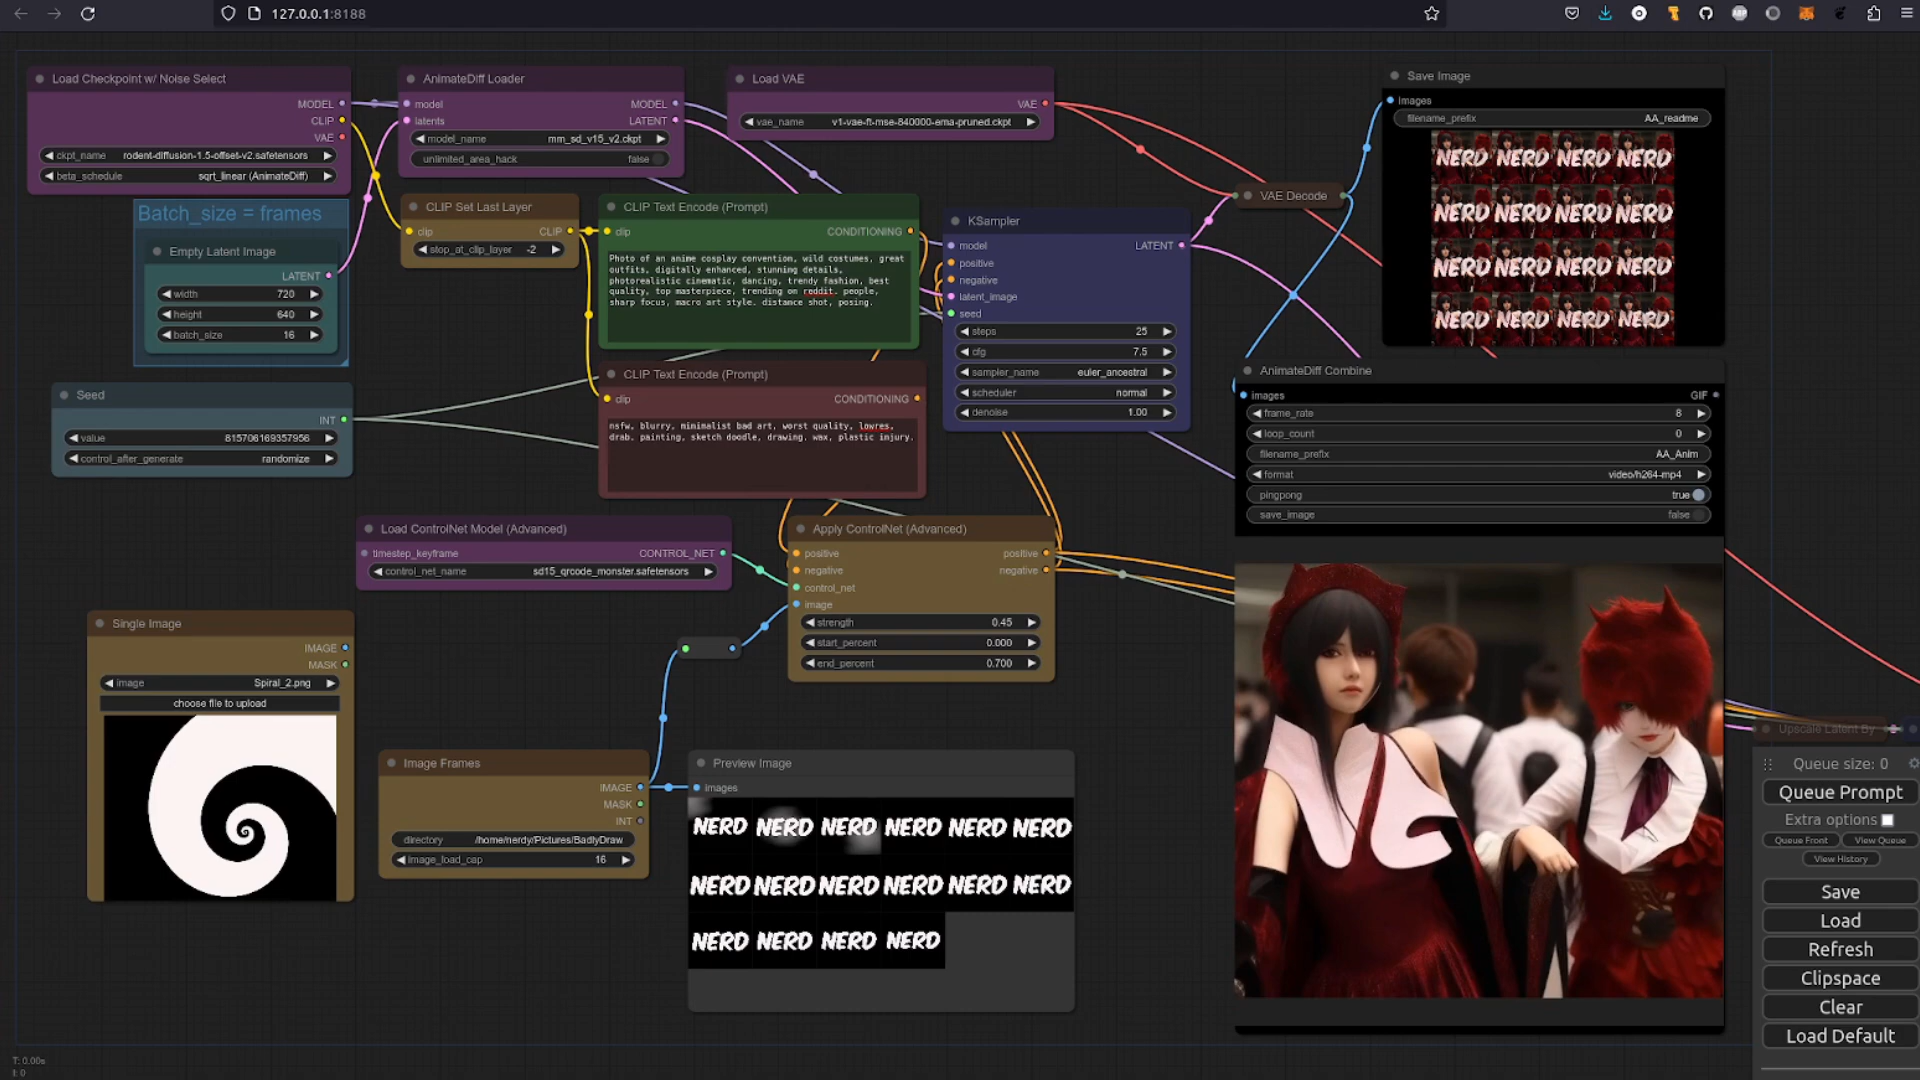 127.0.0.1:8188
Load Checkpoint w/ Noise Select
MODEL
CLIP
VAE
ckpt_name rodent-diffusion-1.5-offset-v2.safetensors
beta_schedule sqrt_linear (AnimateDiff)
AnimateDiff Loader
model MODEL
latents LATENT
model_name mm_sd_v15_v2.ckpt
unlimited_area_hack false
Load VAE
VAE
vae_name v1-vae-ft-mse-840000-ema-pruned.ckpt
Save Image
images
filename_prefix AA_readme
NERD NERD NERD NERD
NERD NERD NERD NERD
NERD NERD NERD NERD
NERD NERD NERD NERD
Batch_size = frames
Empty Latent Image
LATENT
width 720
height 640
batch_size 16
CLIP Set Last Layer
clip CLIP
stop_at_clip_layer -2
CLIP Text Encode (Prompt)
clip CONDITIONING
Photo of an anime cosplay convention, wild costumes, great
outfits, digitally enhanced, stunning details,
photorealistic cinematic, dancing, trendy fashion, best
quality, top masterpiece, trending on reddit. people,
sharp focus, macro art style. distance shot, posing.
KSampler
model LATENT
positive
negative
latent_image
seed
steps 25
cfg 7.5
sampler_name euler_ancestral
scheduler normal
denoise 1.00
VAE Decode
Seed
INT
value 815706169357956
control_after_generate randomize
CLIP Text Encode (Prompt)
clip CONDITIONING
nsfw, blurry, minimalist bad art, worst quality, lowres,
drab. painting, sketch doodle, drawing. wax, plastic injury.
AnimateDiff Combine
images GIF
frame_rate 8
loop_count 0
filename_prefix AA_Anim
format video/h264-mp4
pingpong true
save_image false
Load ControlNet Model (Advanced)
timestep_keyframe CONTROL_NET
control_net_name sd15_qrcode_monster.safetensors
Apply ControlNet (Advanced)
positive positive
negative negative
control_net
image
strength 0.45
start_percent 0.000
end_percent 0.700
Single Image
IMAGE
MASK
image Spiral_2.png
choose file to upload
Image Frames
IMAGE
MASK
INT
directory /home/nerdy/Pictures/BadlyDraw
image_load_cap 16
Preview Image
images
NERD NERD NERD NERD NERD NERD
NERD NERD NERD NERD NERD NERD
NERD NERD NERD NERD
Upscale Latent By
Queue size: 0
Queue Prompt
Extra options
Queue Front View Queue
View History
Save
Load
Refresh
Clipspace
Clear
Load Default
T: 0.00s
I: 0